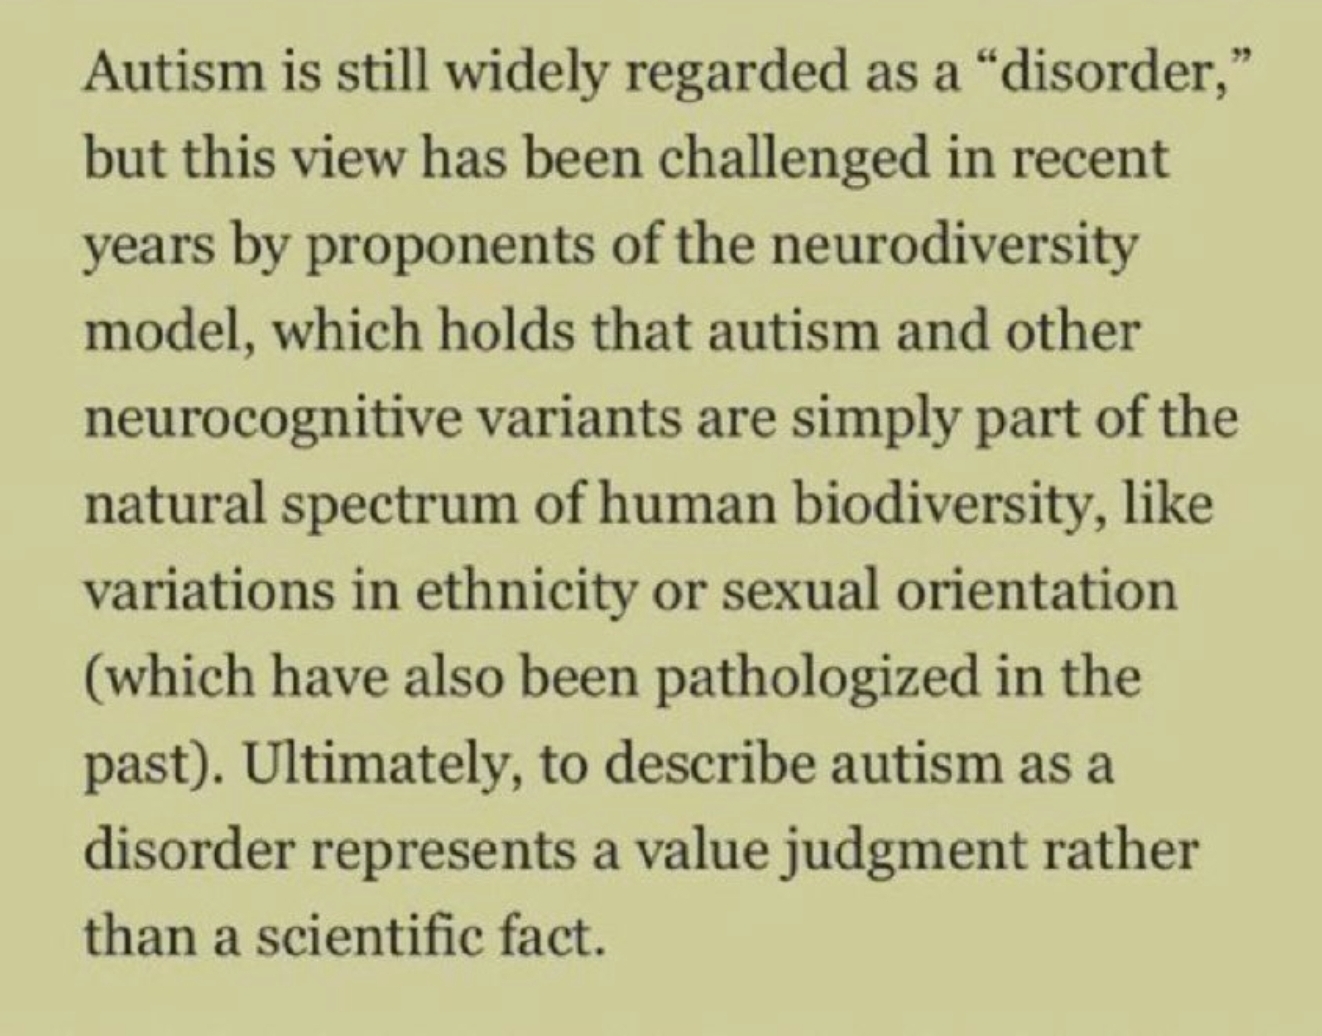 Autism is still widely regarded as a “disorder,”
but this view has been challenged in recent
years by proponents of the neurodiversity
model, which holds that autism and other
neurocognitive variants are simply part of the
natural spectrum of human biodiversity, like
variations in ethnicity or sexual orientation
(which have also been pathologized in the
past). Ultimately, to describe autism as a
disorder represents a value judgment rather
than a scientific fact.